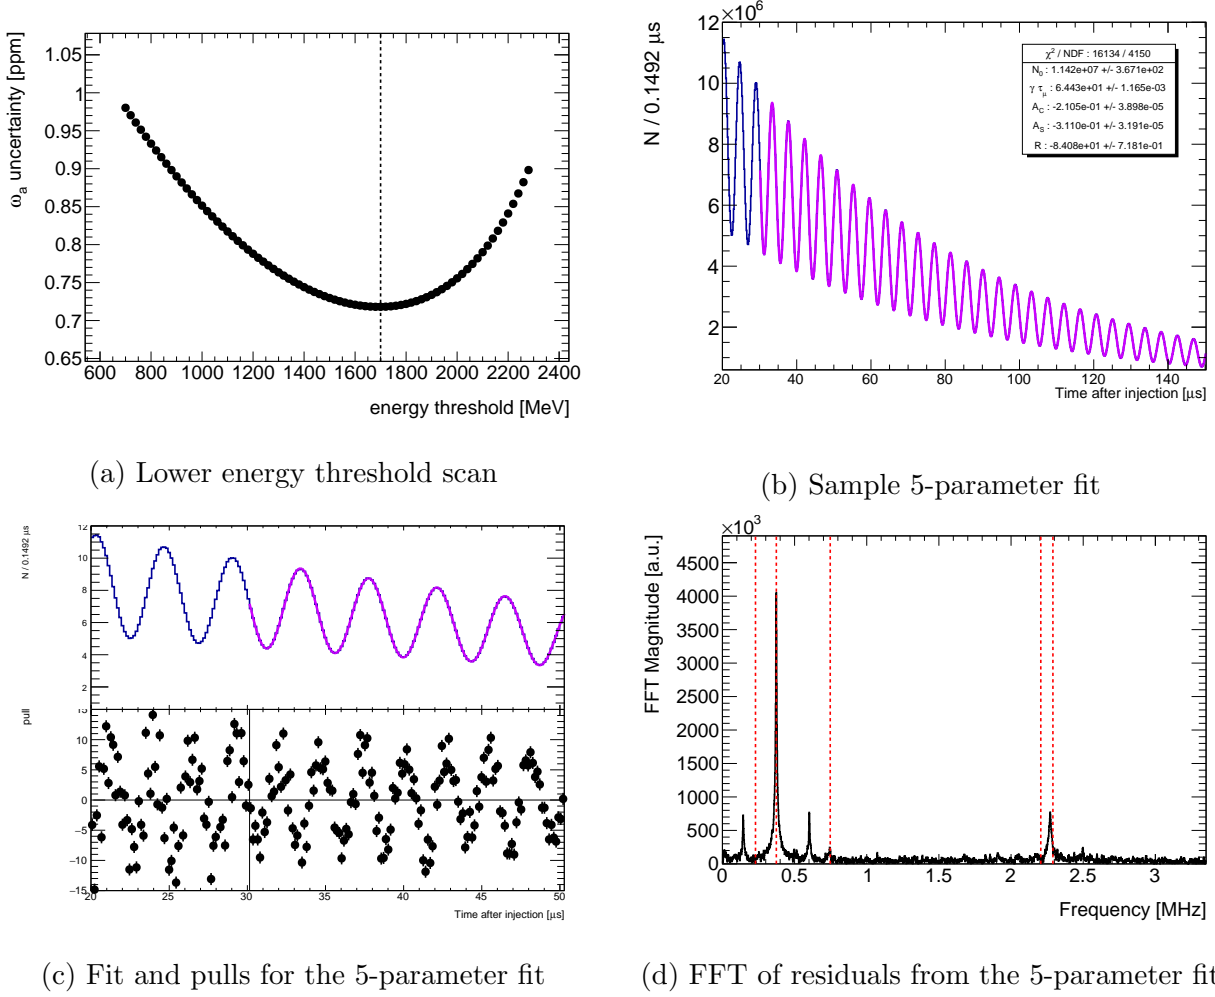 ω_a uncertainty [ppm]
1.05
1
0.95
0.9
0.85
0.8
0.75
0.7
0.65
600 800 1000 1200 1400 1600 1800 2000 2200 2400
energy threshold [MeV]
(a) Lower energy threshold scan
×10⁶
N / 0.1492 μs
12
10
8
6
4
2
χ² / NDF : 16134 / 4150
N₀ : 1.142e+07 +/- 3.671e+02
γ τ_μ : 6.443e+01 +/- 1.165e-03
A_C : -2.105e-01 +/- 3.898e-05
A_S : -3.110e-01 +/- 3.191e-05
R : -8.408e+01 +/- 7.181e-01
20 40 60 80 100 120 140
Time after injection [μs]
(b) Sample 5-parameter fit
N / 0.1492 μs
12
10
8
6
4
2
pull
15
10
5
0
−5
−10
−15
20 25 30 35 40 45 50
Time after injection [μs]
(c) Fit and pulls for the 5-parameter fit
×10³
FFT Magnitude [a.u.]
4500
4000
3500
3000
2500
2000
1500
1000
500
0
0 0.5 1 1.5 2 2.5 3
Frequency [MHz]
(d) FFT of residuals from the 5-parameter fit